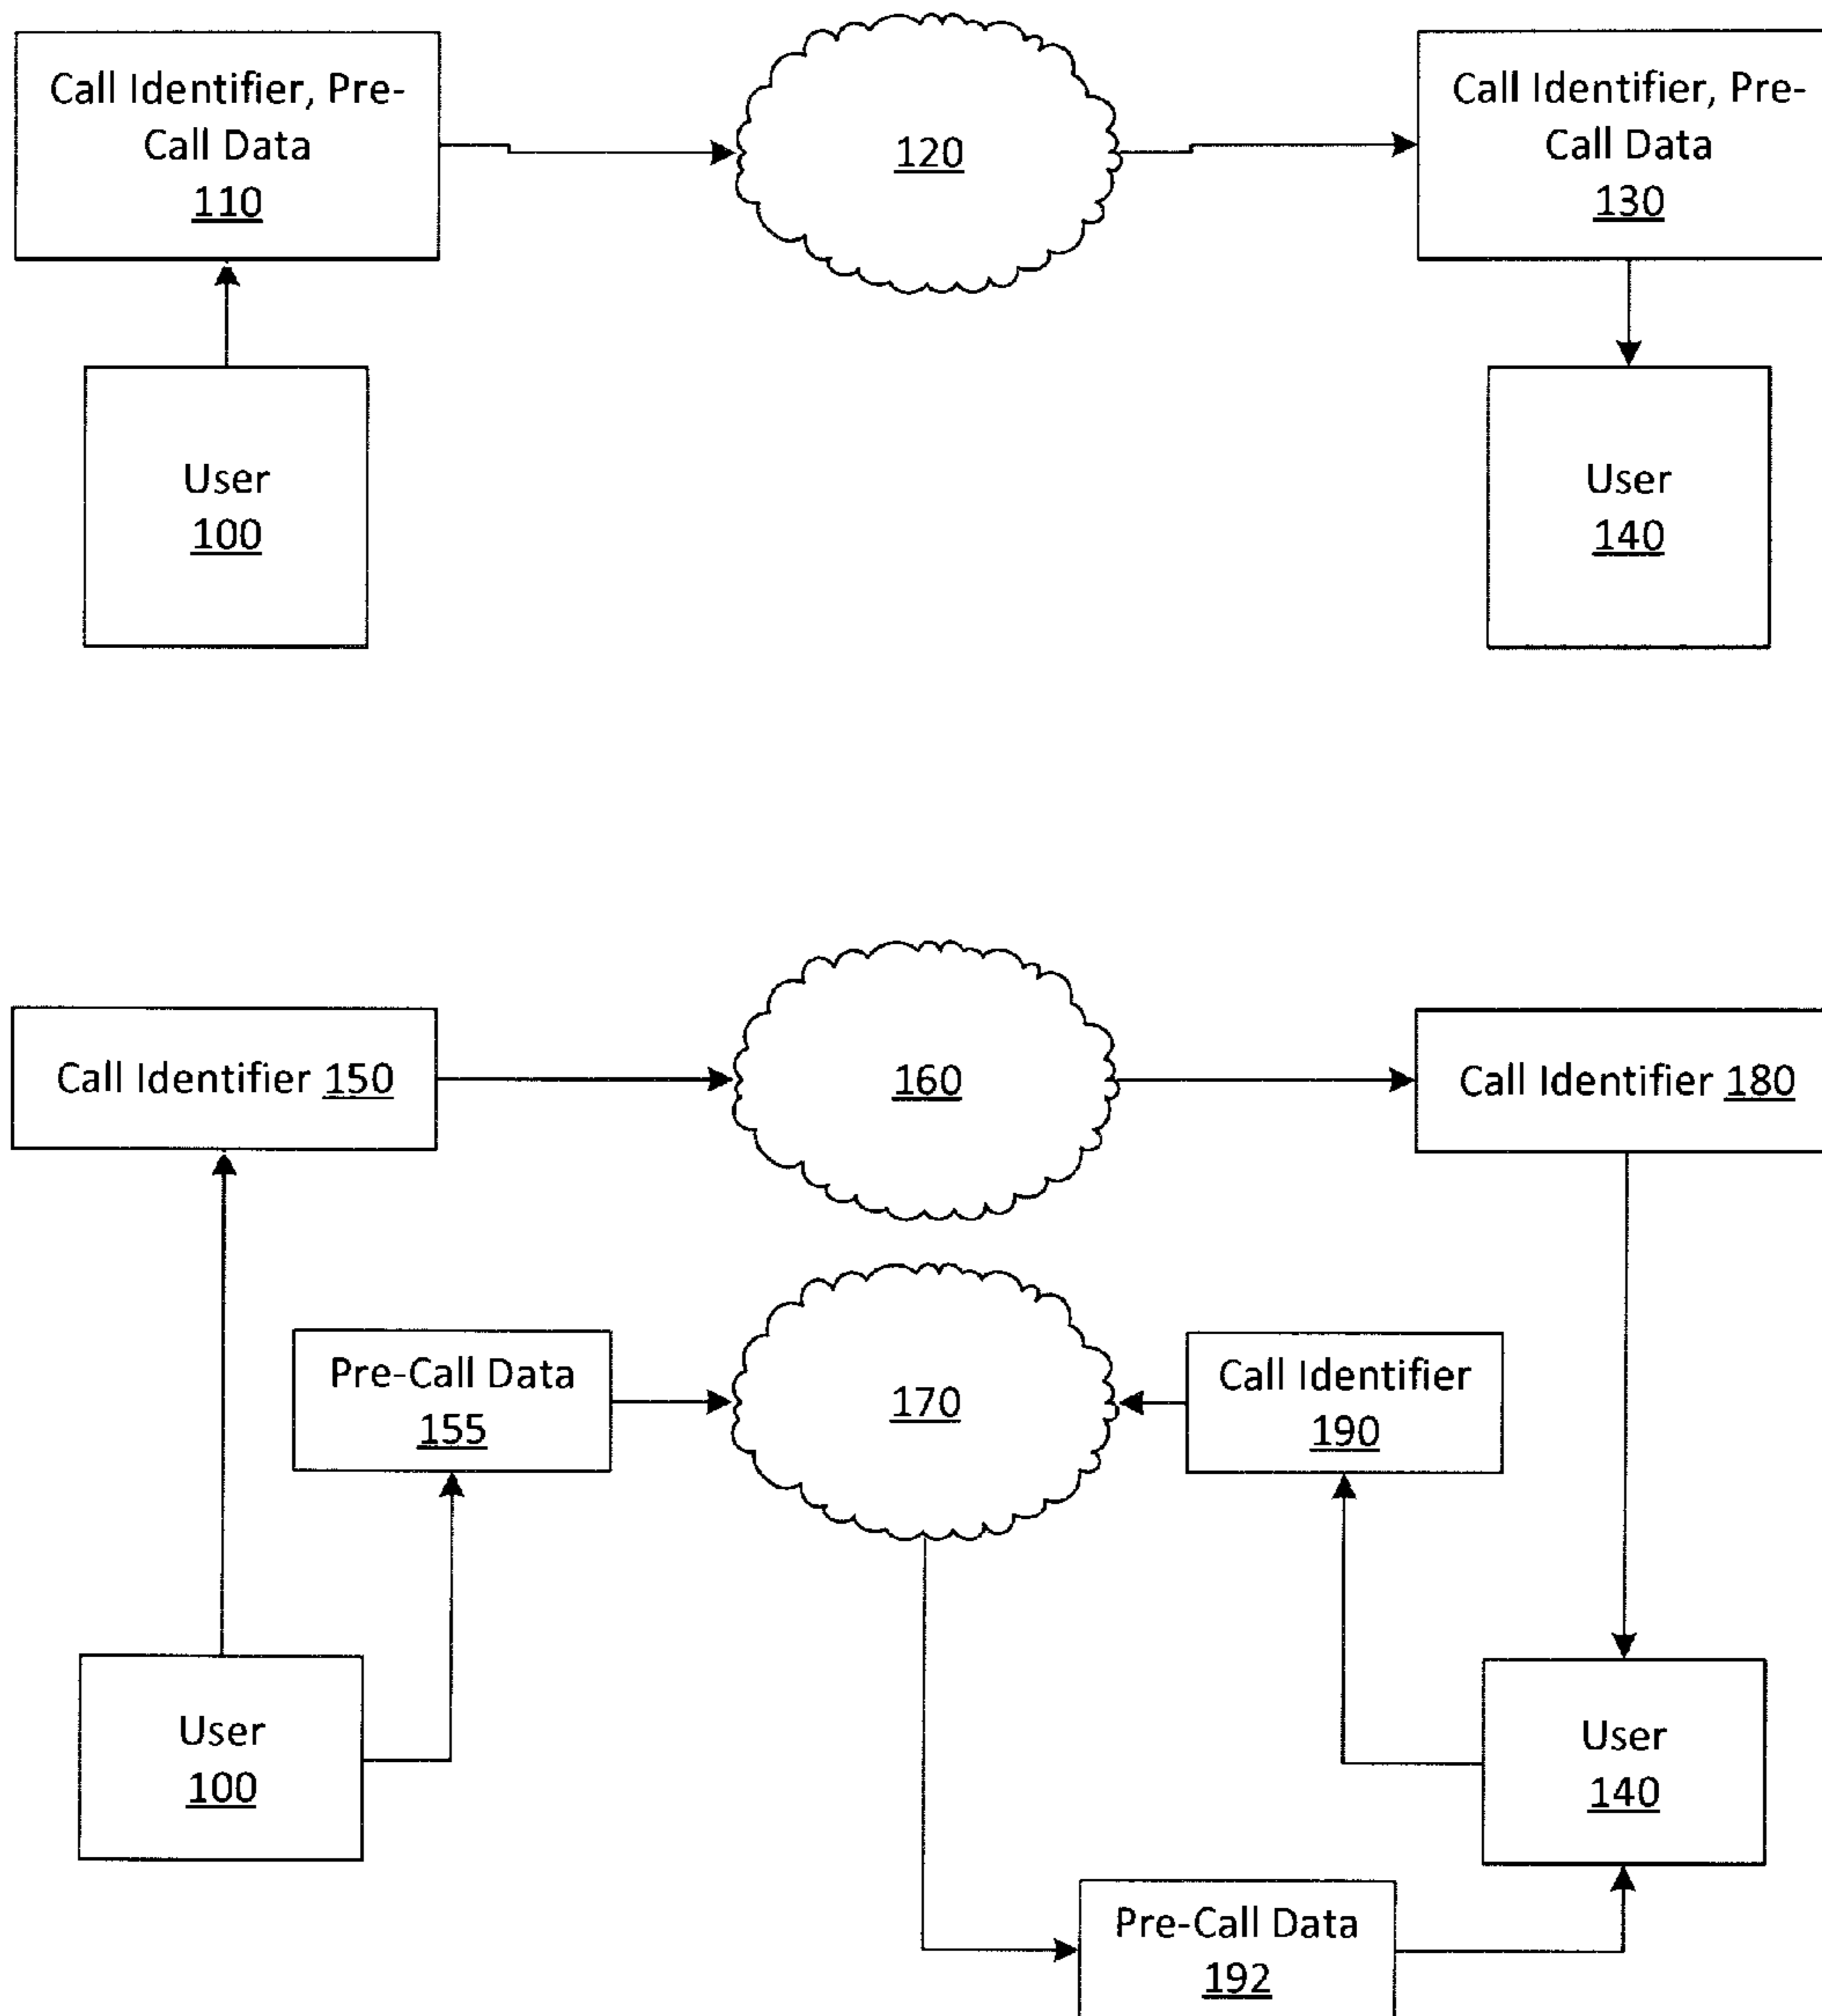 Call Identifier, Pre-
Call Data
110
120
Call Identifier, Pre-
Call Data
130
User
100
User
140
Call Identifier 150
160
Call Identifier 180
Pre-Call Data
155
170
Call Identifier
190
User
100
User
140
Pre-Call Data
192